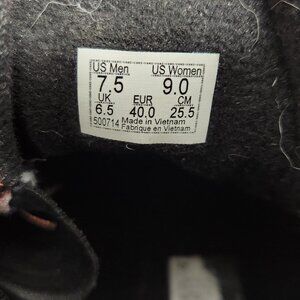 US Men US Women
7.5 9.0
UK EUR CM
6.5 40.0 25.5
500714 Made in Vietnam
Fabriqué en Vietnam